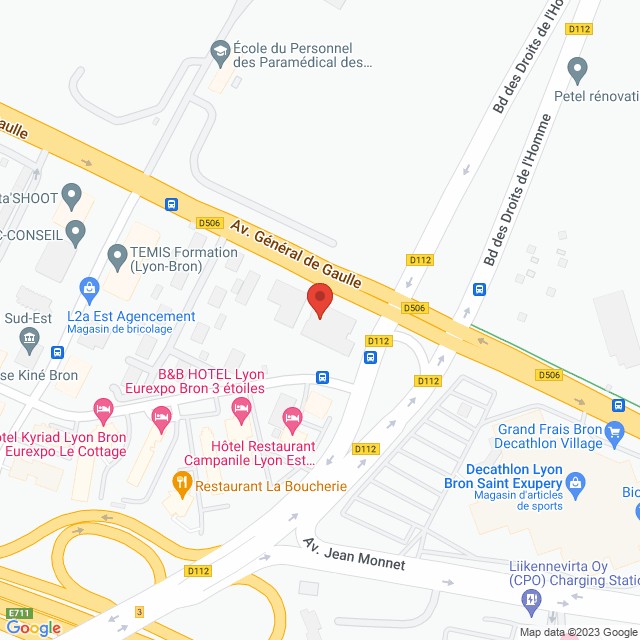 Bd des Droits de l'Ho
D112
École du Personnel
des Paramédical des...
Petel rénovati
aulle
Bd des Droits de l'Homme
ta'SHOOT
D506
Av. Général de Gaulle
C-CONSEIL
TEMIS Formation
(Lyon-Bron)
D112
L2a Est Agencement
Magasin de bricolage
D506
Sud-Est
D112
se Kiné Bron
B&B HOTEL Lyon
Eurexpo Bron 3 étoiles
D112
D506
tel Kyriad Lyon Bron
Eurexpo Le Cottage
Hôtel Restaurant
Campanile Lyon Est...
Grand Frais Bron
Decathlon Village
D112
Restaurant La Boucherie
Decathlon Lyon
Bron Saint Exupery
Magasin d'articles
de sports
Bio
Av. Jean Monnet
D112
Liikennevirta Oy
(CPO) Charging Stati
E711
3
Google
Map data ©2023 Google